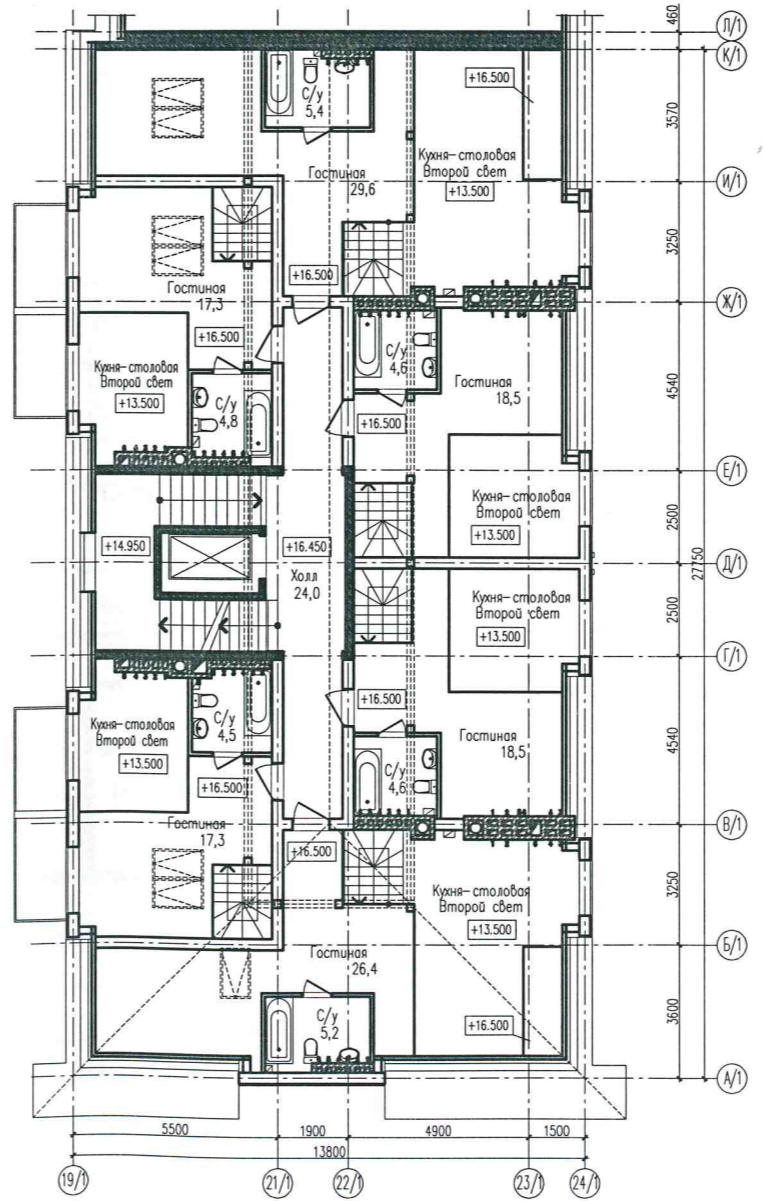 460
Л/1
К/1
+16.500
С/у
5,4
3570
Кухня-столовая
Второй свет
+13.500
Гостиная
29,6
И/1
3250
+16.500
Гостиная
17,3
+16.500
Ж/1
С/у
4,6
Гостиная
18,5
Кухня-столовая
Второй свет
+13.500
С/у
4,8
+16.500
4540
Е/1
Кухня-столовая
Второй свет
+13.500
2500
+14.950
+16.450
Холл
24,0
27750
Д/1
Кухня-столовая
Второй свет
+13.500
2500
Г/1
+16.500
С/у
4,5
Кухня-столовая
Второй свет
+13.500
Гостиная
18,5
4540
С/у
4,6
+16.500
Гостиная
17,3
В/1
+16.500
Кухня-столовая
Второй свет
+13.500
3250
Б/1
Гостиная
26,4
С/у
5,2
+16.500
3600
А/1
5500
1900
4900
1500
13800
19/1
21/1
22/1
23/1
24/1